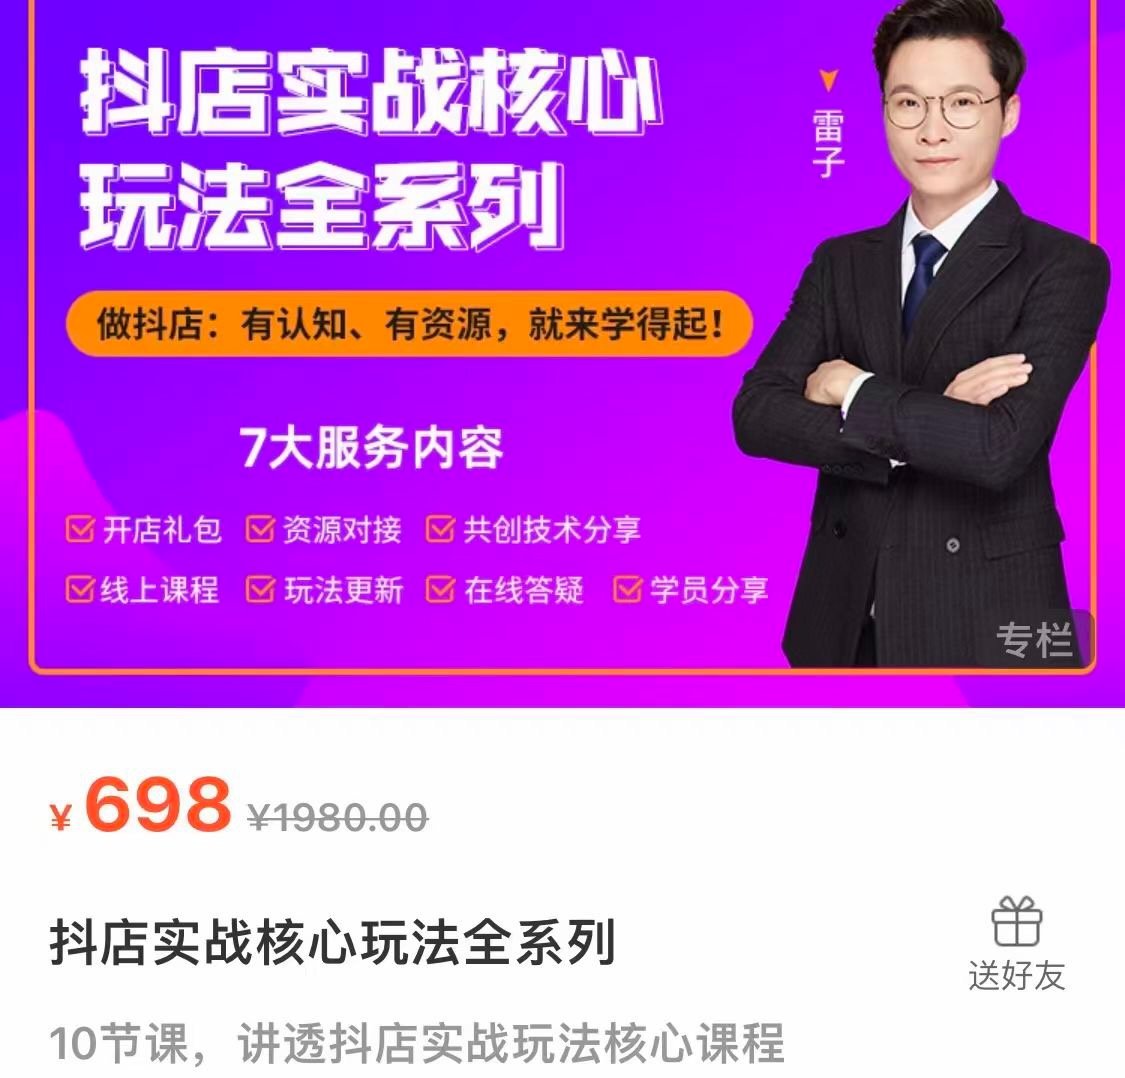 抖店实战核心
玩法全系列
雷子
做抖店：有认知、有资源，就来学得起！
7大服务内容
开店礼包 资源对接 共创技术分享
线上课程 玩法更新 在线答疑 学员分享
专栏
¥698 ¥1980.00
抖店实战核心玩法全系列
送好友
10节课，讲透抖店实战玩法核心课程